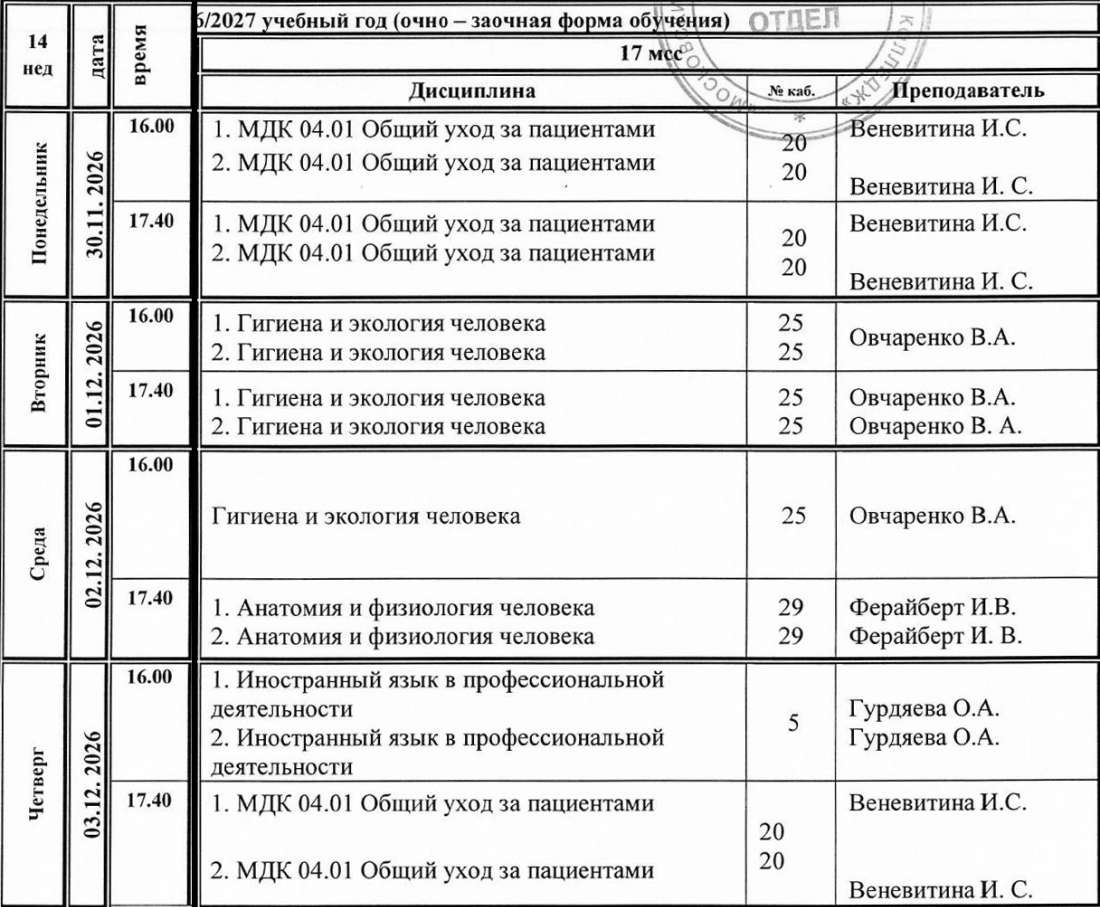 14
нед
дата
время
6/2027 учебный год (очно – заочная форма обучения)
17 мсс
Дисциплина
№ каб.
Преподаватель
ОТДЕЛ
МОСКОВ
КОЛЛЕДЖ»
*
Понедельник
30.11. 2026
16.00
1. МДК 04.01 Общий уход за пациентами
2. МДК 04.01 Общий уход за пациентами
20
20
Веневитина И.С.
Веневитина И. С.
17.40
1. МДК 04.01 Общий уход за пациентами
2. МДК 04.01 Общий уход за пациентами
20
20
Веневитина И.С.
Веневитина И. С.
Вторник
01.12. 2026
16.00
1. Гигиена и экология человека
2. Гигиена и экология человека
25
25
Овчаренко В.А.
17.40
1. Гигиена и экология человека
2. Гигиена и экология человека
25
25
Овчаренко В.А.
Овчаренко В. А.
Среда
02.12. 2026
16.00
Гигиена и экология человека
25
Овчаренко В.А.
17.40
1. Анатомия и физиология человека
2. Анатомия и физиология человека
29
29
Ферайберт И.В.
Ферайберт И. В.
Четверг
03.12. 2026
16.00
1. Иностранный язык в профессиональной
деятельности
2. Иностранный язык в профессиональной
деятельности
5
Гурдяева О.А.
Гурдяева О.А.
17.40
1. МДК 04.01 Общий уход за пациентами
2. МДК 04.01 Общий уход за пациентами
20
20
Веневитина И.С.
Веневитина И. С.